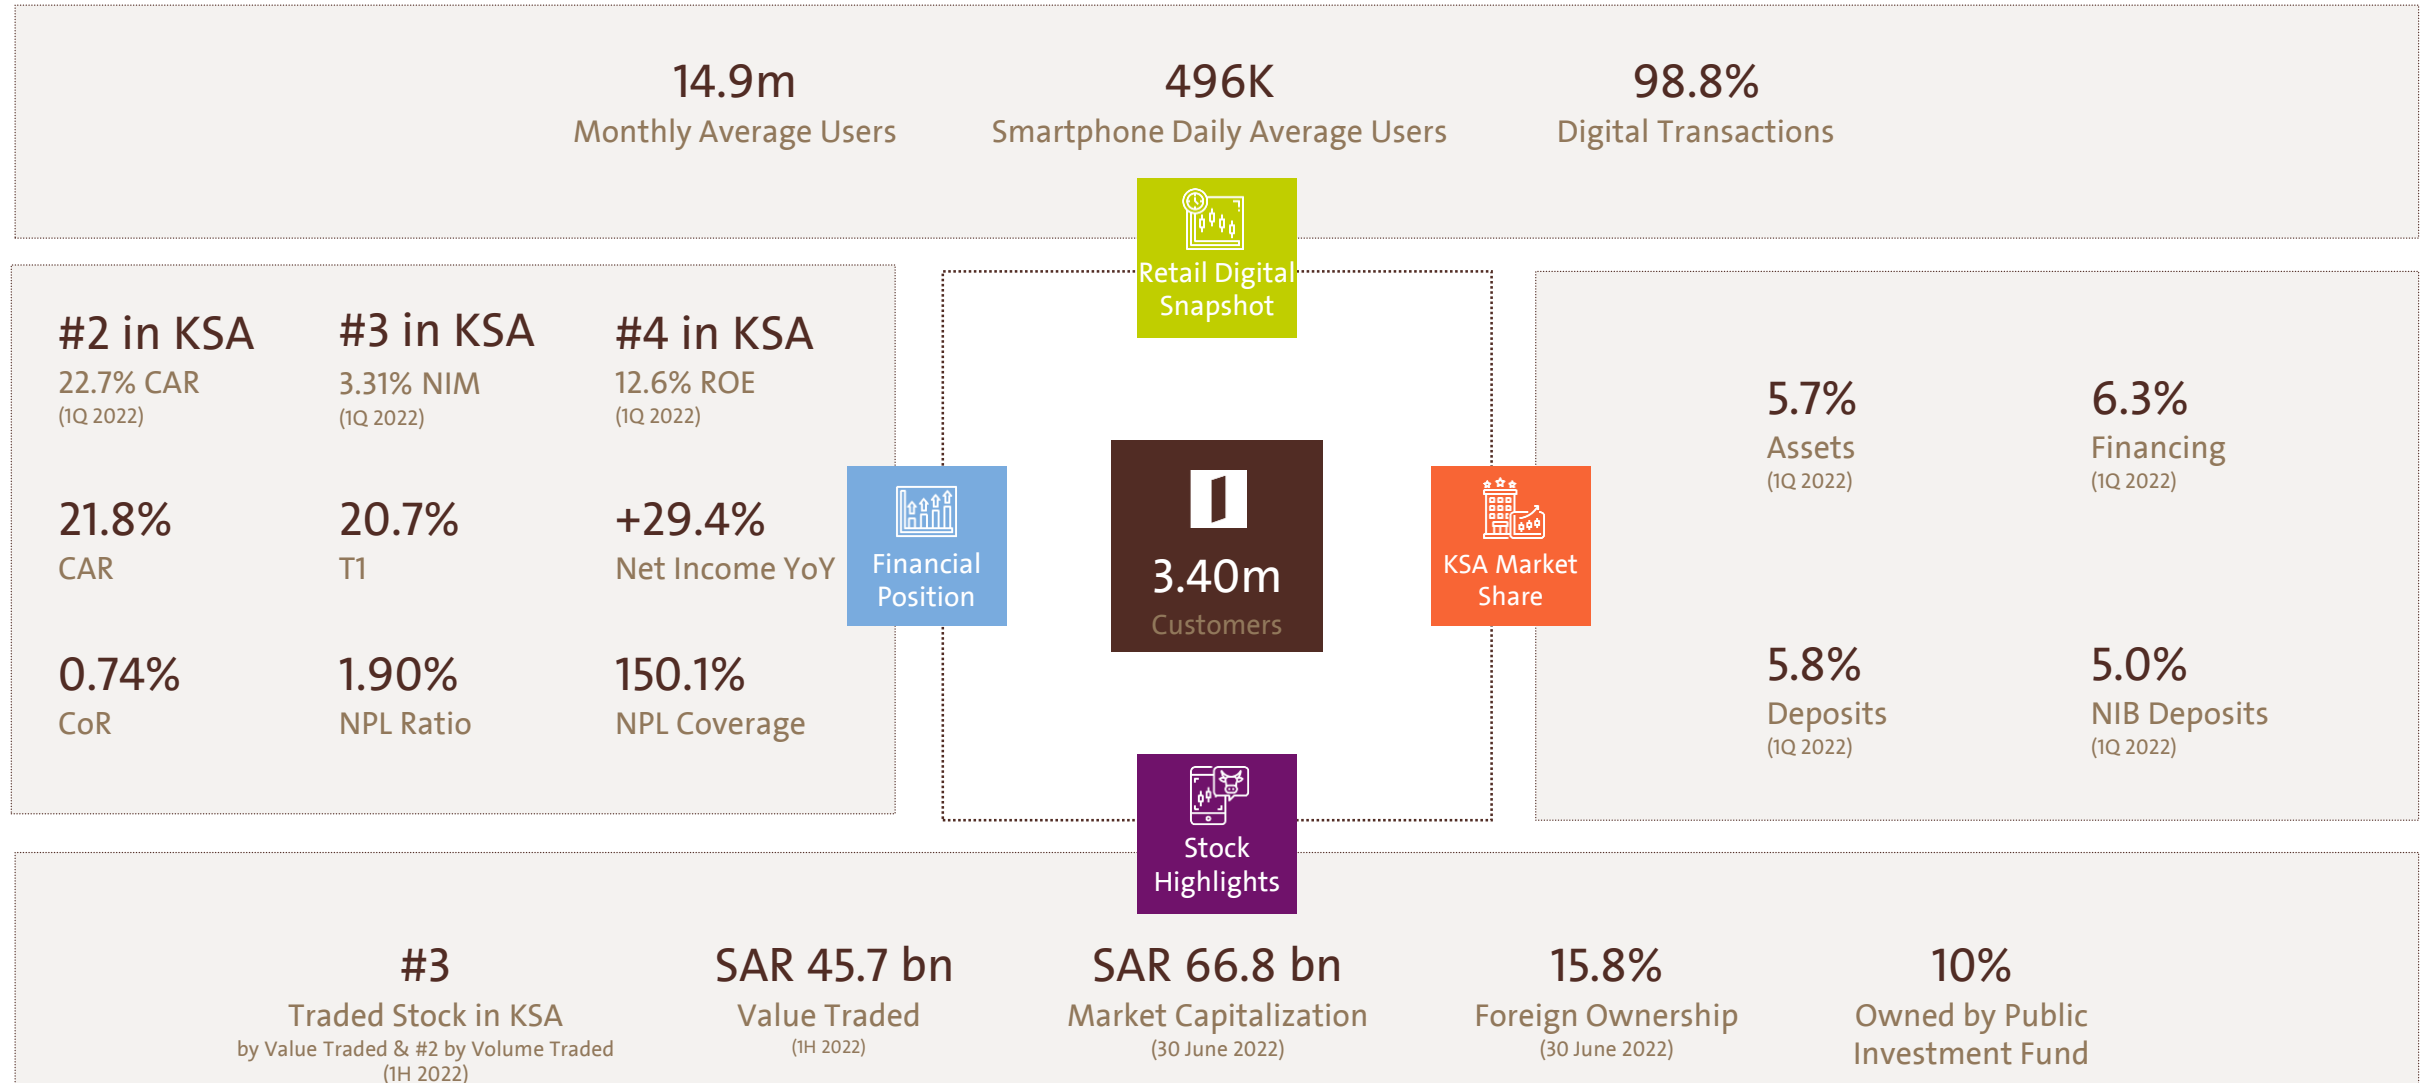 14.9m
Monthly Average Users
496K
Smartphone Daily Average Users
98.8%
Digital Transactions
Retail Digital
Snapshot
#2 in KSA
22.7% CAR
(1Q 2022)
#3 in KSA
3.31% NIM
(1Q 2022)
#4 in KSA
12.6% ROE
(1Q 2022)
21.8%
CAR
20.7%
T1
+29.4%
Net Income YoY
0.74%
CoR
1.90%
NPL Ratio
150.1%
NPL Coverage
Financial
Position
3.40m
Customers
KSA Market
Share
5.7%
Assets
(1Q 2022)
6.3%
Financing
(1Q 2022)
5.8%
Deposits
(1Q 2022)
5.0%
NIB Deposits
(1Q 2022)
Stock
Highlights
#3
Traded Stock in KSA
by Value Traded & #2 by Volume Traded
(1H 2022)
SAR 45.7 bn
Value Traded
(1H 2022)
SAR 66.8 bn
Market Capitalization
(30 June 2022)
15.8%
Foreign Ownership
(30 June 2022)
10%
Owned by Public
Investment Fund